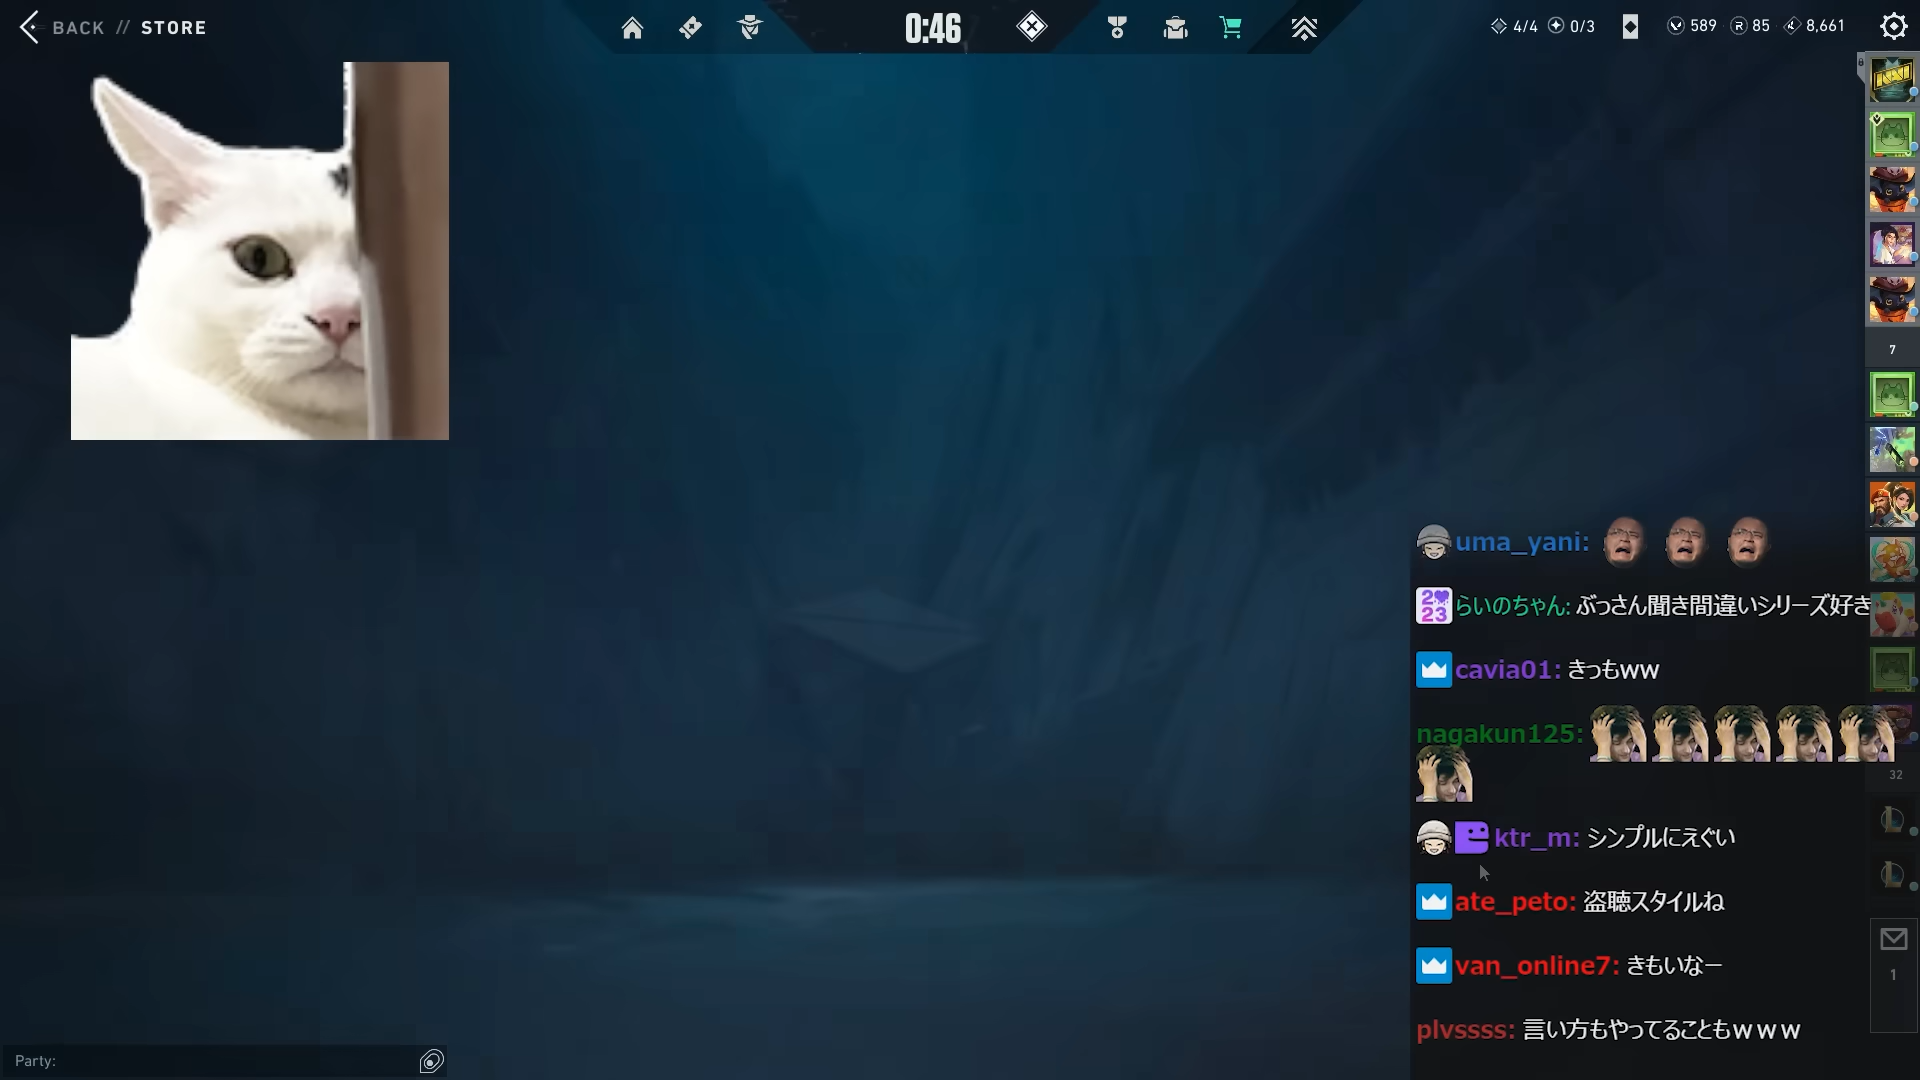 BACK // STORE
0:46
4/4 0/3 589 85 8,661
7
uma_yani:
らいのちゃん: ぶっさん聞き間違いシリーズ好き
cavia01: きっもww
nagakun125:
32
ktr_m: シンプルにえぐい
ate_peto: 盗聴スタイルね
van_online7: きもいなー
1
plvssss: 言い方もやってることもｗｗｗ
Party: